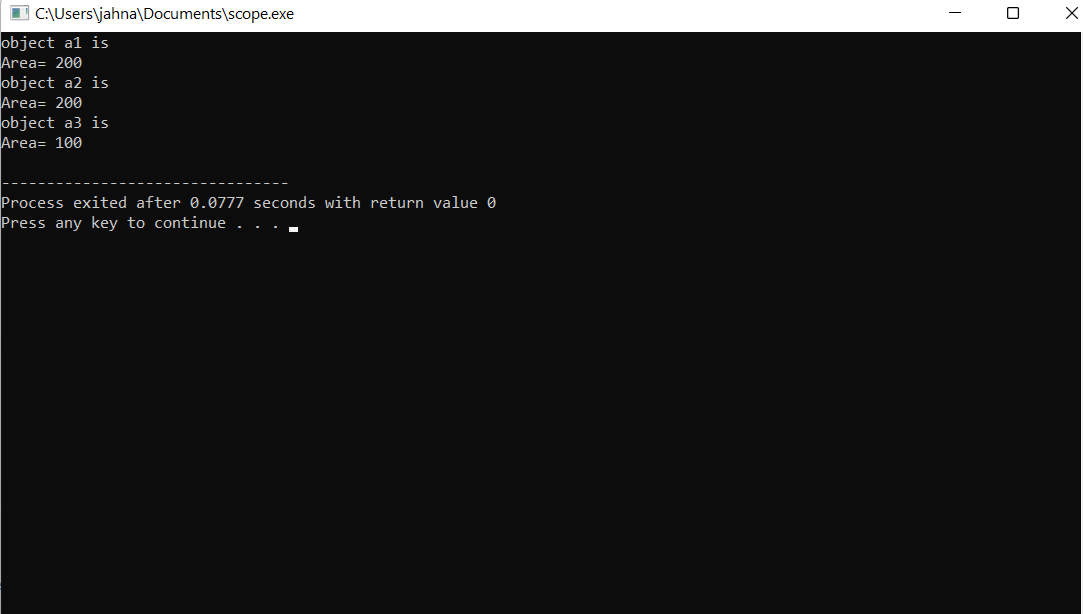 C:\Users\jahna\Documents\scope.exe
object a1 is
Area= 200
object a2 is
Area= 200
object a3 is
Area= 100
--------------------------------
Process exited after 0.0777 seconds with return value 0
Press any key to continue . . .